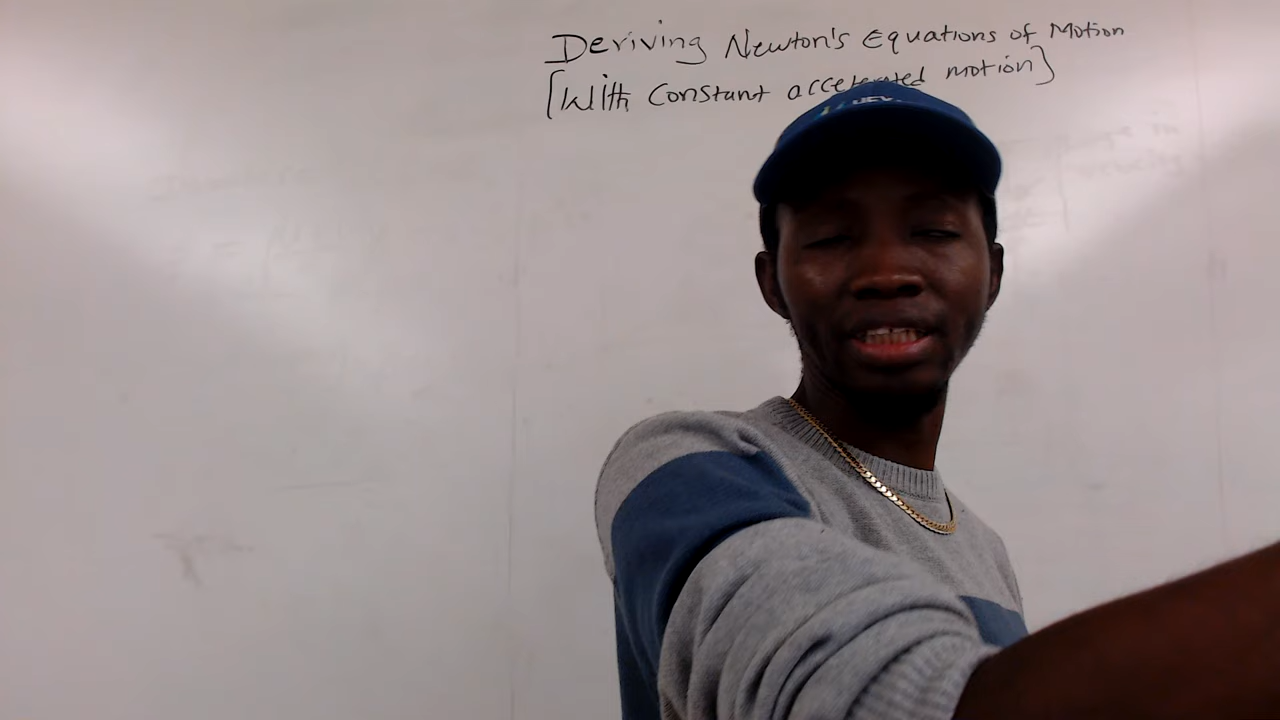 Deriving Newton's Equations of Motion
[With constant accelerated motion}